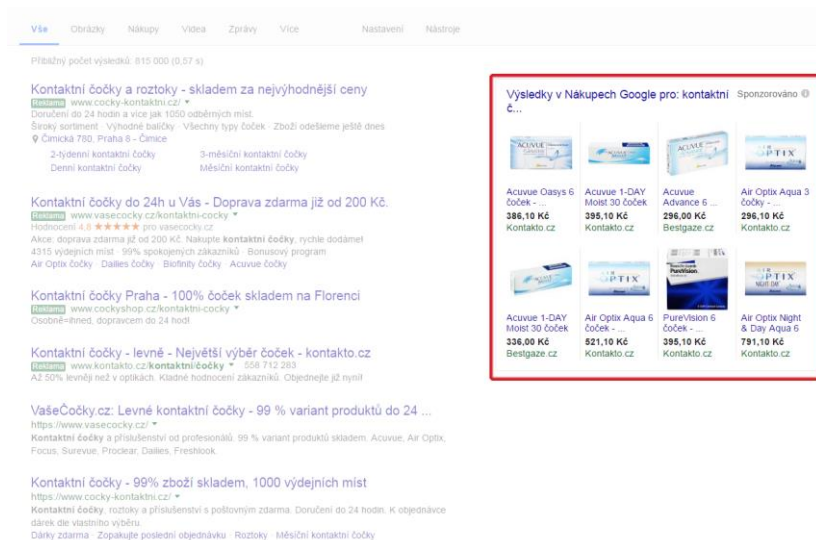 Vše Obrázky Nákupy Videa Zprávy Více Nastavení Nástroje
Přibližný počet výsledků: 815 000 (0,57 s)
Kontaktní čočky a roztoky - skladem za nejvýhodnější ceny
Reklama www.cocky-kontaktni.cz/
Doručení do 24 hodin a více jak 1050 odběrných míst.
Široký sortiment · Výhodné balíčky · Všechny typy čoček · Zboží odešleme ještě dnes
Čimická 780, Praha 8 - Čimice
2-týdenní kontaktní čočky 3-měsíční kontaktní čočky
Denní kontaktní čočky Měsíční kontaktní čočky
Kontaktní čočky do 24h u Vás - Doprava zdarma již od 200 Kč.
Reklama www.vasecocky.cz/kontaktni-cocky
Hodnocení 4,8 ★★★★★ pro vasecocky.cz
Akce: doprava zdarma již od 200 Kč. Nakupte kontaktní čočky, rychle dodáme!
4315 výdejních míst · 99% spokojených zákazníků · Bonusový program
Air Optix čočky · Dailies čočky · Biofinity čočky · Acuvue čočky
Kontaktní čočky Praha - 100% čoček skladem na Florenci
Reklama www.cockyshop.cz/kontaktni-cocky
Osobně=ihned, dopravcem do 24 hod!
Kontaktní čočky - levně - Největší výběr čoček - kontakto.cz
Reklama www.kontakto.cz/kontaktní/čočky 558 712 283
Až 50% levněji než v optikách. Kladné hodnocení zákazníků. Objednejte již nyní!
VašeČočky.cz: Levné kontaktní čočky - 99 % variant produktů do 24 ...
https://www.vasecocky.cz/
Kontaktní čočky a příslušenství od profesionálů. 99 % variant produktů skladem. Acuvue, Air Optix,
Focus, Surevue, Proclear, Dailies, Freshlook.
Kontaktní čočky - 99% zboží skladem, 1000 výdejních míst
https://www.cocky-kontaktni.cz/
Kontaktní čočky, roztoky a příslušenství s poštovným zdarma. Doručení do 24 hodin. K objednávce
dárek dle vlastního výběru.
Dárky zdarma · Zopakujte poslední objednávku · Roztoky · Měsíční kontaktní čočky
Výsledky v Nákupech Google pro: kontaktní Sponzorováno
č...
ACUVUE ACUVUE ACUVUE OPTIX
Acuvue Oasys 6 Acuvue 1-DAY Acuvue Air Optix Aqua 3
čoček - ... Moist 30 čoček Advance 6 ... čočky - ...
386,10 Kč 395,10 Kč 296,00 Kč 296,10 Kč
Kontakto.cz Kontakto.cz Bestgaze.cz Kontakto.cz
OPTIX PureVision OPTIX
NIGHT&DAY
Acuvue 1-DAY Air Optix Aqua 6 PureVision 6 Air Optix Night
Moist 30 čoček čoček - ... čoček - ... & Day Aqua 6
336,00 Kč 521,10 Kč 395,10 Kč 791,10 Kč
Bestgaze.cz Kontakto.cz Kontakto.cz Kontakto.cz